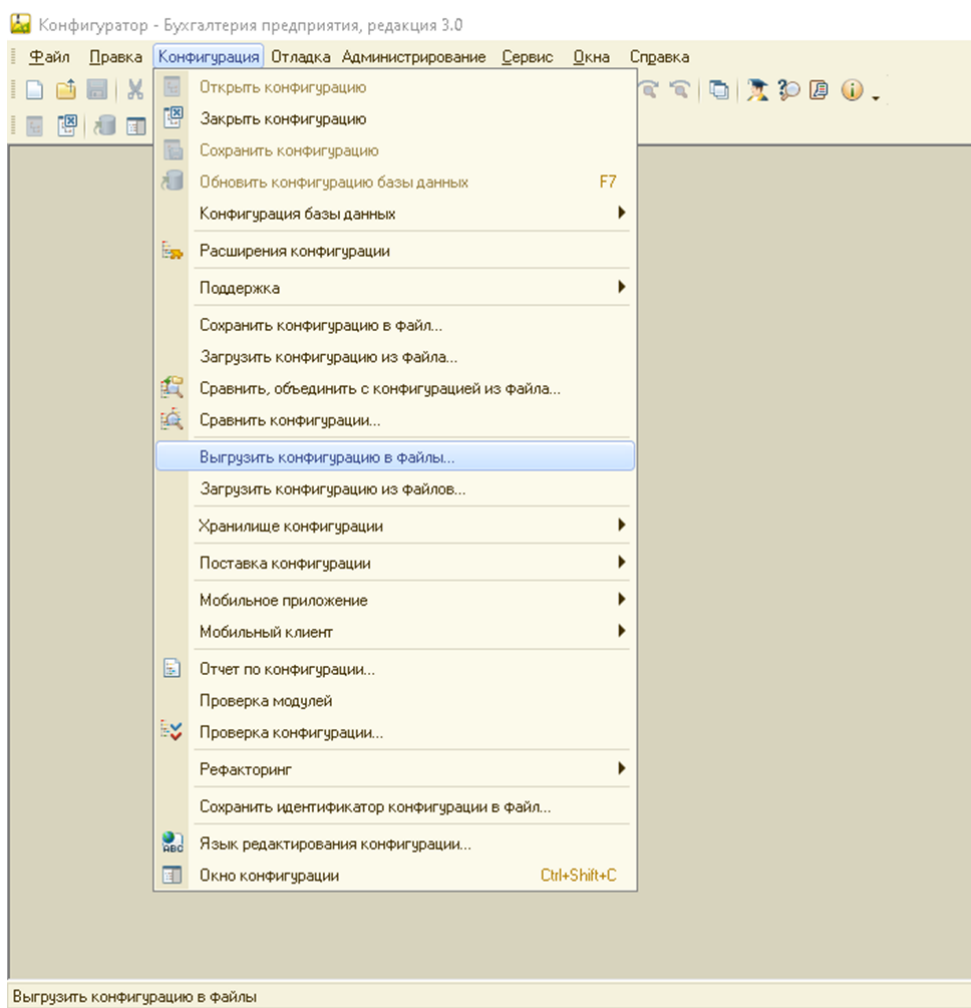 Конфигуратор - Бухгалтерия предприятия, редакция 3.0
Файл Правка Конфигурация Отладка Администрирование Сервис Окна Справка
Открыть конфигурацию
Закрыть конфигурацию
Сохранить конфигурацию
Обновить конфигурацию базы данных F7
Конфигурация базы данных
Расширения конфигурации
Поддержка
Сохранить конфигурацию в файл...
Загрузить конфигурацию из файла...
Сравнить, объединить с конфигурацией из файла...
Сравнить конфигурации...
Выгрузить конфигурацию в файлы...
Загрузить конфигурацию из файлов...
Хранилище конфигурации
Поставка конфигурации
Мобильное приложение
Мобильный клиент
Отчет по конфигурации...
Проверка модулей
Проверка конфигурации...
Рефакторинг
Сохранить идентификатор конфигурации в файл...
ABC Язык редактирования конфигурации...
Окно конфигурации Ctrl+Shift+C
Выгрузить конфигурацию в файлы